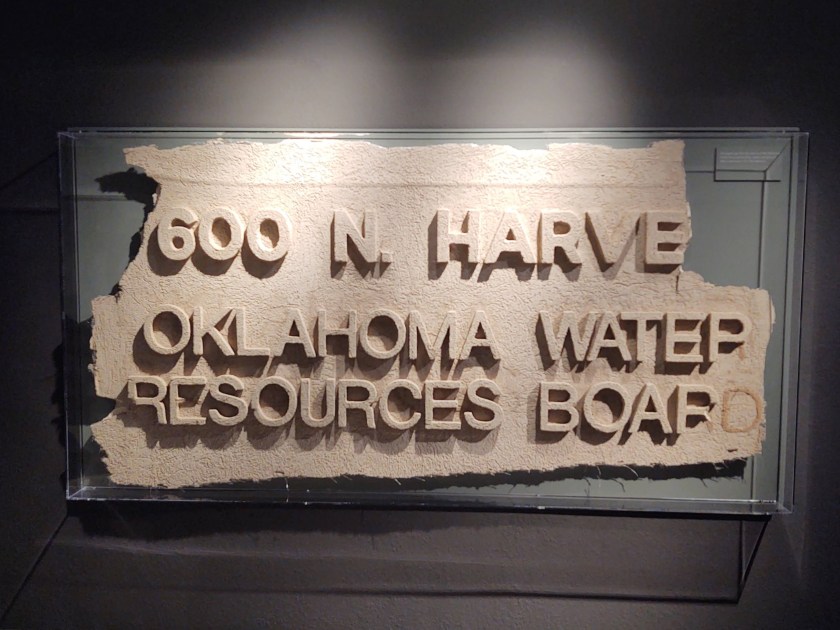 600 N. HARVE
OKLAHOMA WATER
RESOURCES BOARD